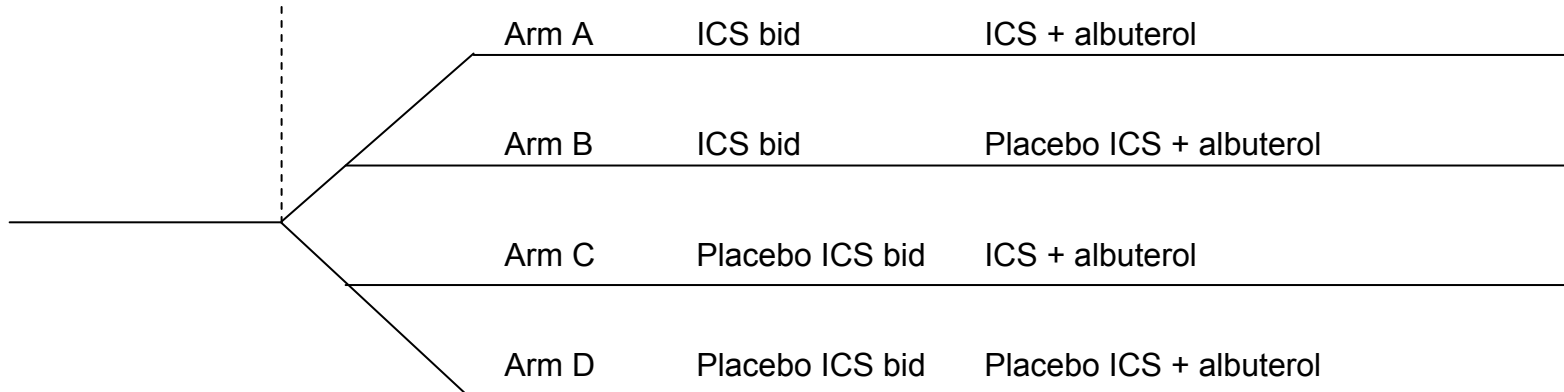 Arm A ICS bid ICS + albuterol
Arm B ICS bid Placebo ICS + albuterol
Arm C Placebo ICS bid ICS + albuterol
Arm D Placebo ICS bid Placebo ICS + albuterol